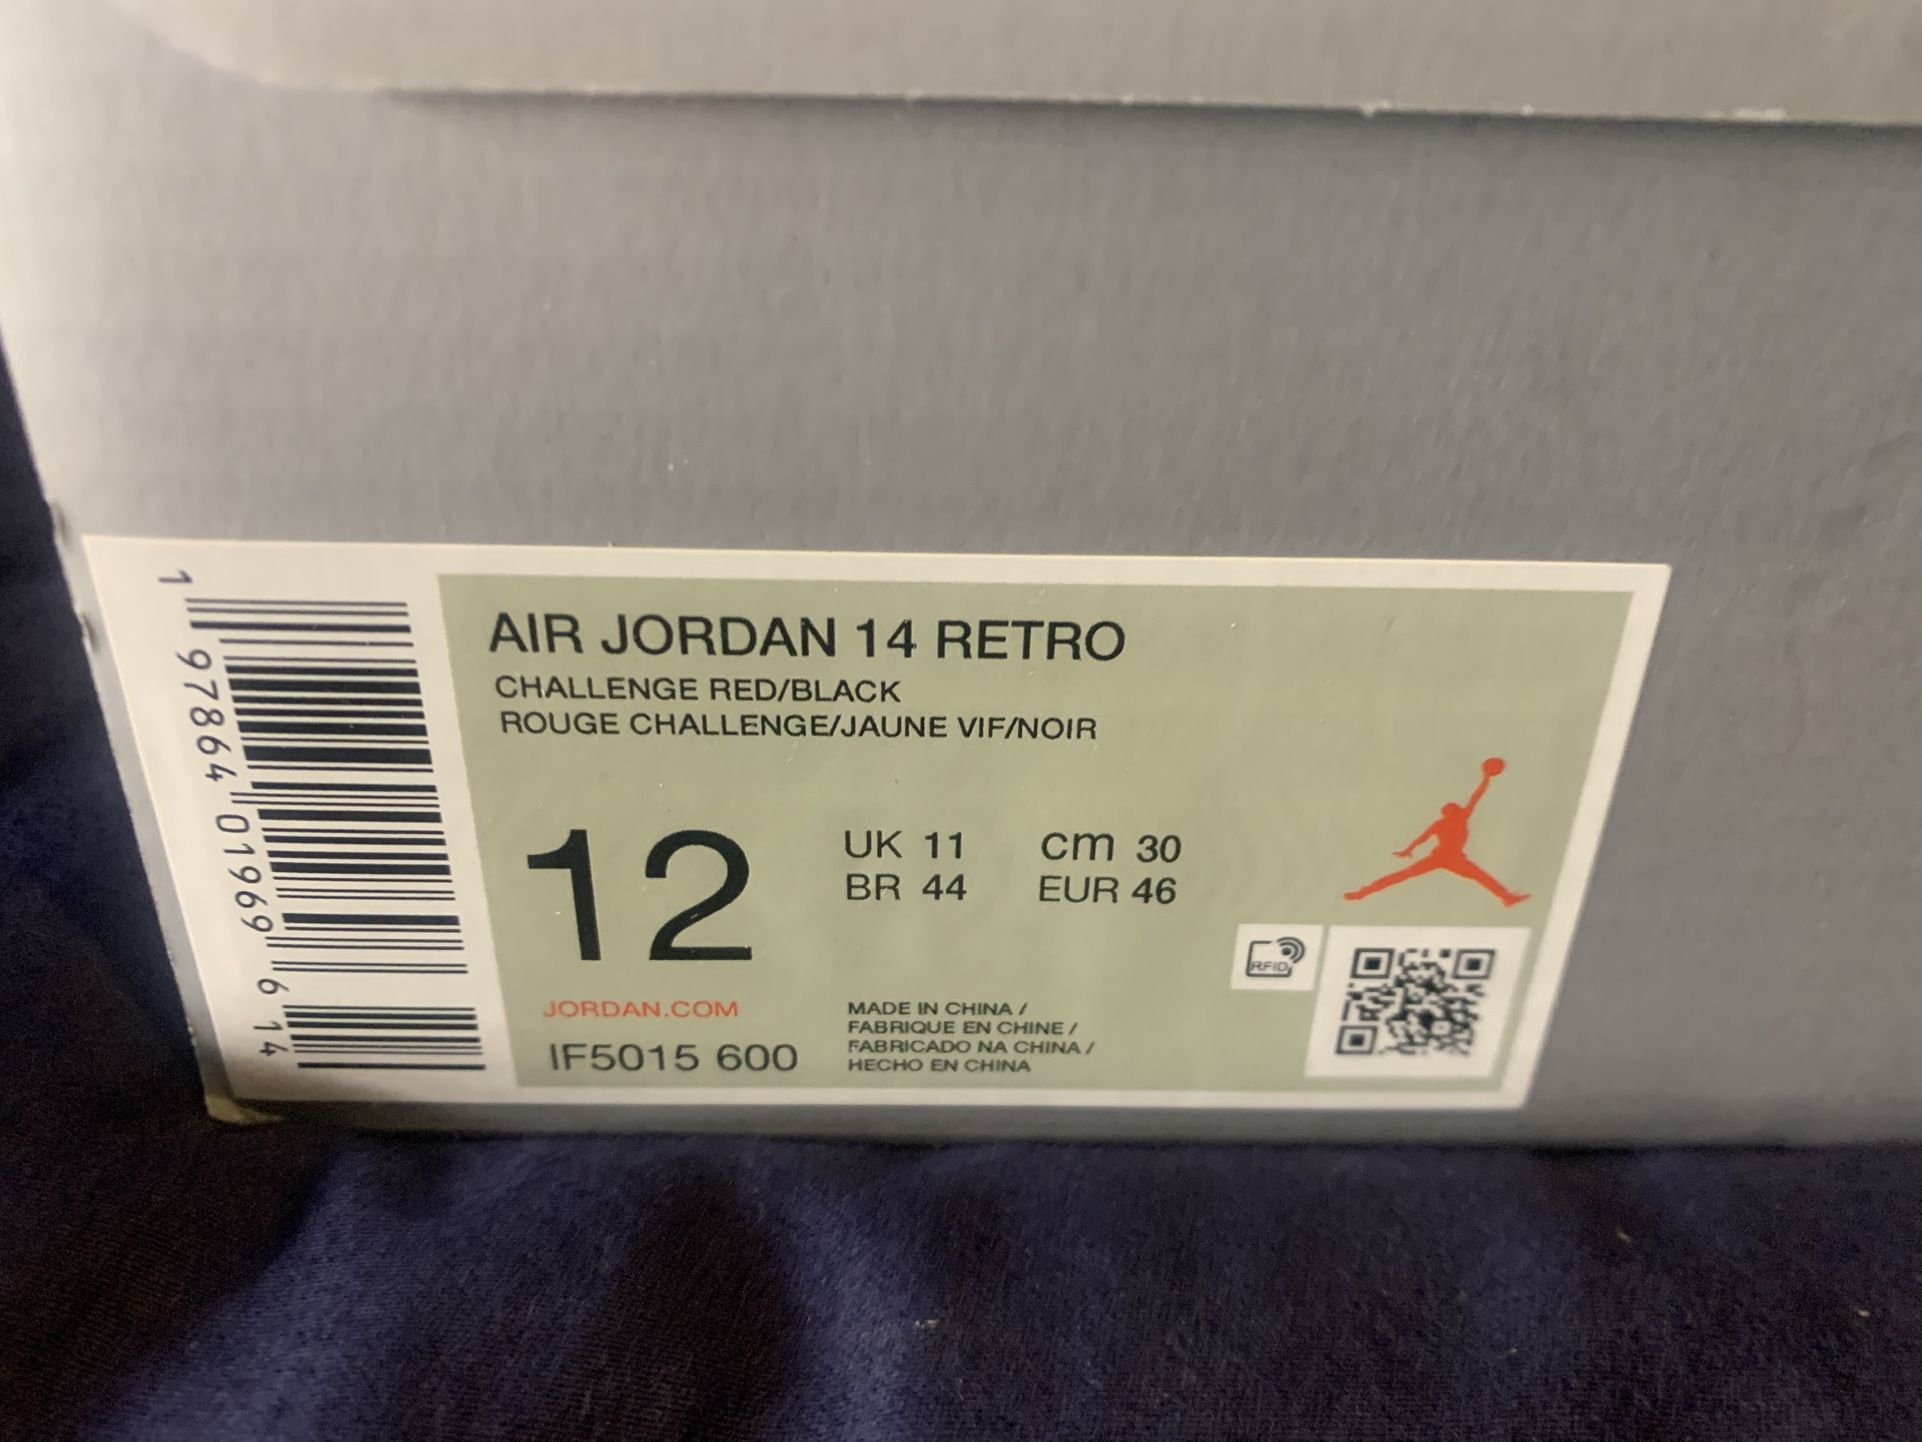 AIR JORDAN 14 RETRO
CHALLENGE RED/BLACK
ROUGE CHALLENGE/JAUNE VIF/NOIR
12
UK 11 cm 30
BR 44 EUR 46
JORDAN.COM
IF5015 600
MADE IN CHINA /
FABRIQUE EN CHINE /
FABRICADO NA CHINA /
HECHO EN CHINA
RFID
1 97864 01969 6 14